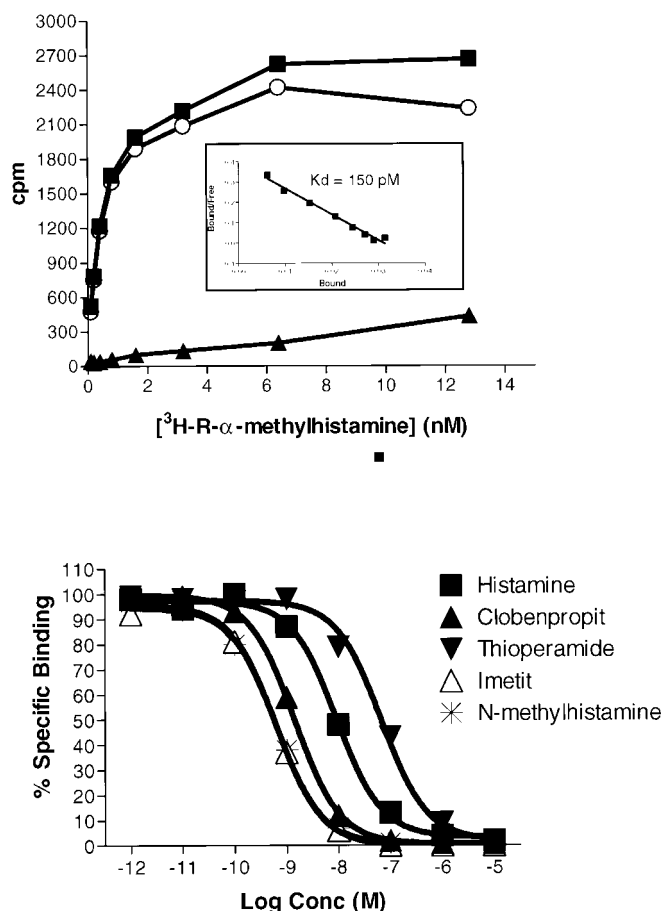 3000
2700
2400
2100
1800
1500
1200
900
600
300
0
cpm
Kd = 150 pM
Bound/Free
Bound
0 2 4 6 8 10 12 14
[³H-R-α-methylhistamine] (nM)
110
100
90
80
70
60
50
40
30
20
10
0
% Specific Binding
-12 -11 -10 -9 -8 -7 -6 -5
Log Conc (M)
Histamine
Clobenpropit
Thioperamide
Imetit
N-methylhistamine